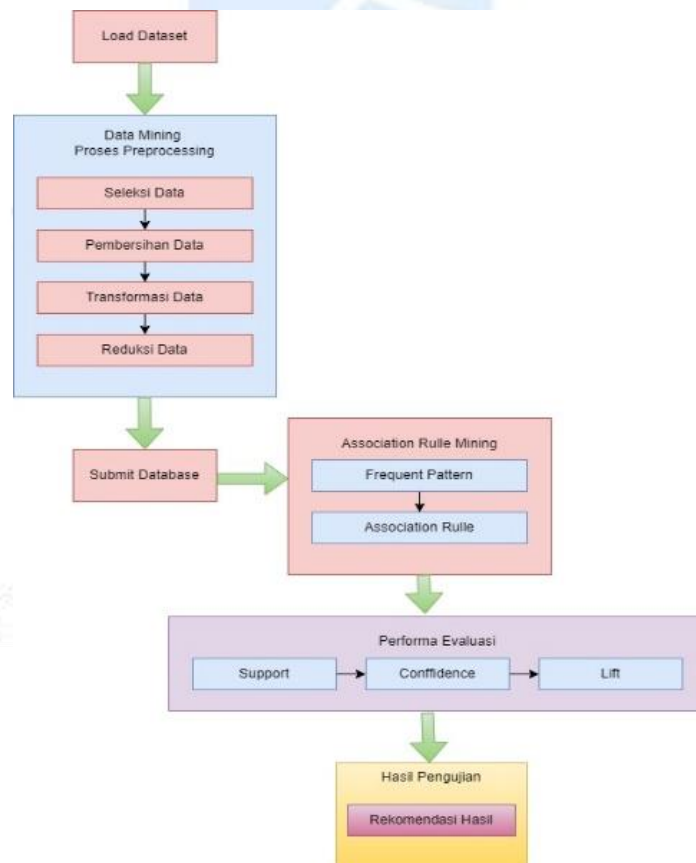 Load Dataset
Data Mining
Proses Preprocessing
Seleksi Data
Pembersihan Data
Transformasi Data
Reduksi Data
Submit Database
Association Rulle Mining
Frequent Pattern
Association Rulle
Performa Evaluasi
Support
Conffidence
Lift
Hasil Pengujian
Rekomendasi Hasil